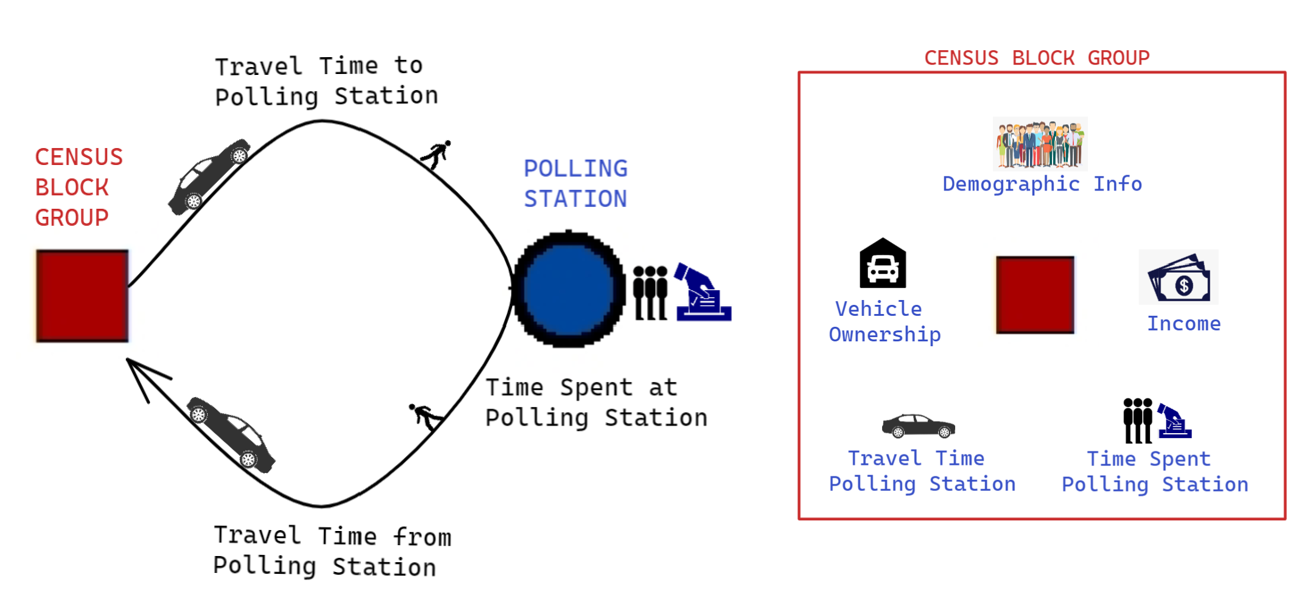 Travel Time to
Polling Station
CENSUS
BLOCK
GROUP
POLLING
STATION
Time Spent at
Polling Station
Travel Time from
Polling Station
CENSUS BLOCK GROUP
Demographic Info
Vehicle
Ownership
$
Income
Travel Time
Polling Station
Time Spent
Polling Station